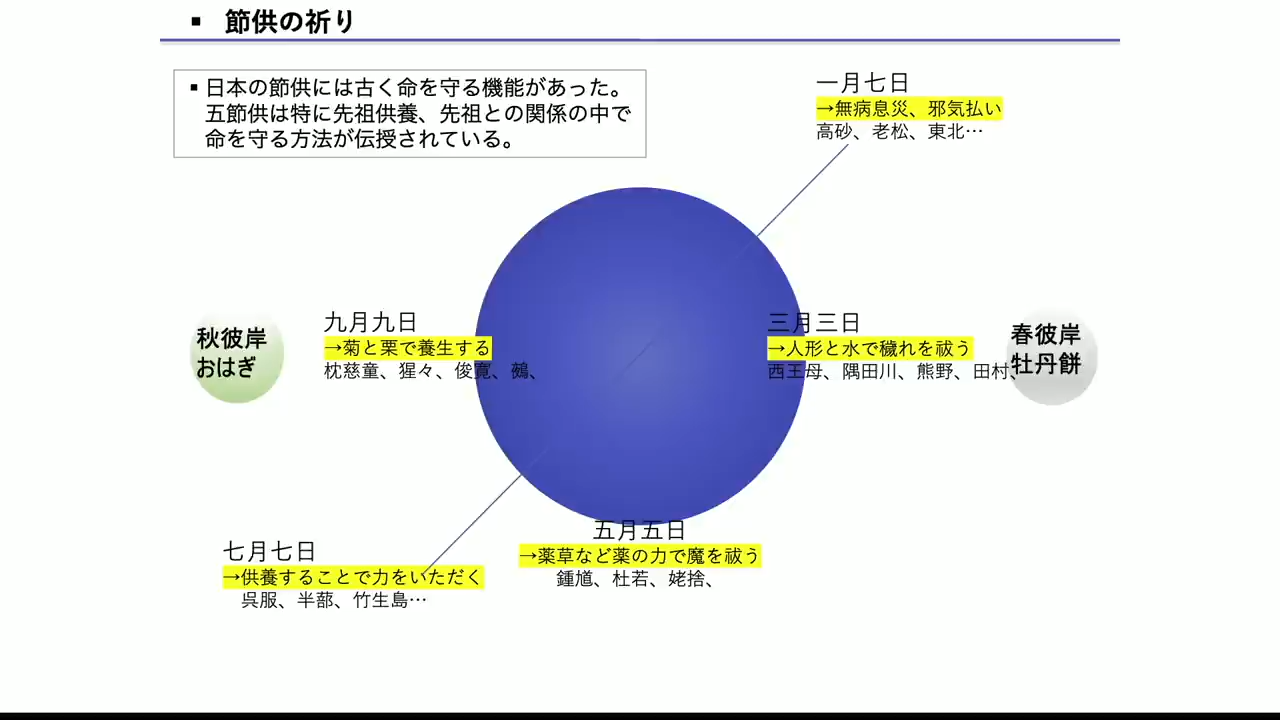 ▪ 節供の祈り
▪ 日本の節供には古く命を守る機能があった。
五節供は特に先祖供養、先祖との関係の中で
命を守る方法が伝授されている。
一月七日
→無病息災、邪気払い
高砂、老松、東北…
三月三日
→人形と水で穢れを祓う
西王母、隅田川、熊野、田村、
春彼岸
牡丹餅
五月五日
→薬草など薬の力で魔を祓う
鍾馗、杜若、姥捨、
七月七日
→供養することで力をいただく
呉服、半蔀、竹生島…
九月九日
→菊と栗で養生する
枕慈童、猩々、俊寛、鵺、
秋彼岸
おはぎ